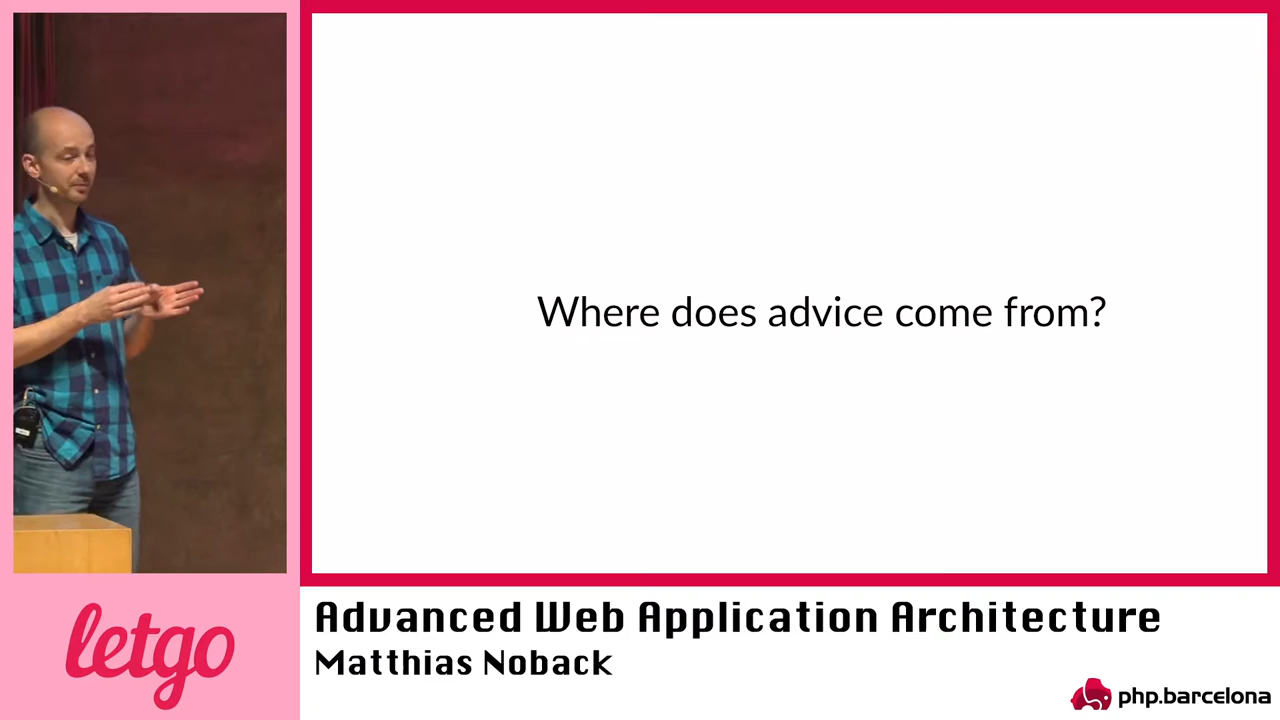 Where does advice come from?
letgo
Advanced Web Application Architecture
Matthias Noback
php.barcelona